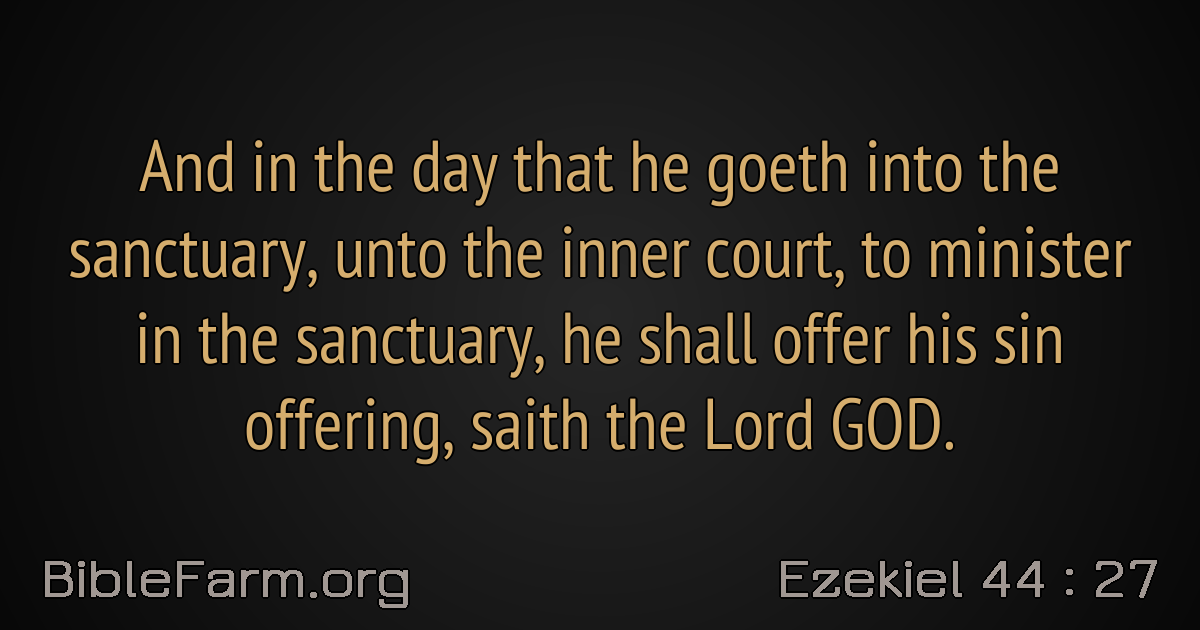 And in the day that he goeth into the
sanctuary, unto the inner court, to minister
in the sanctuary, he shall offer his sin
offering, saith the Lord GOD.
BibleFarm.org
Ezekiel 44 : 27